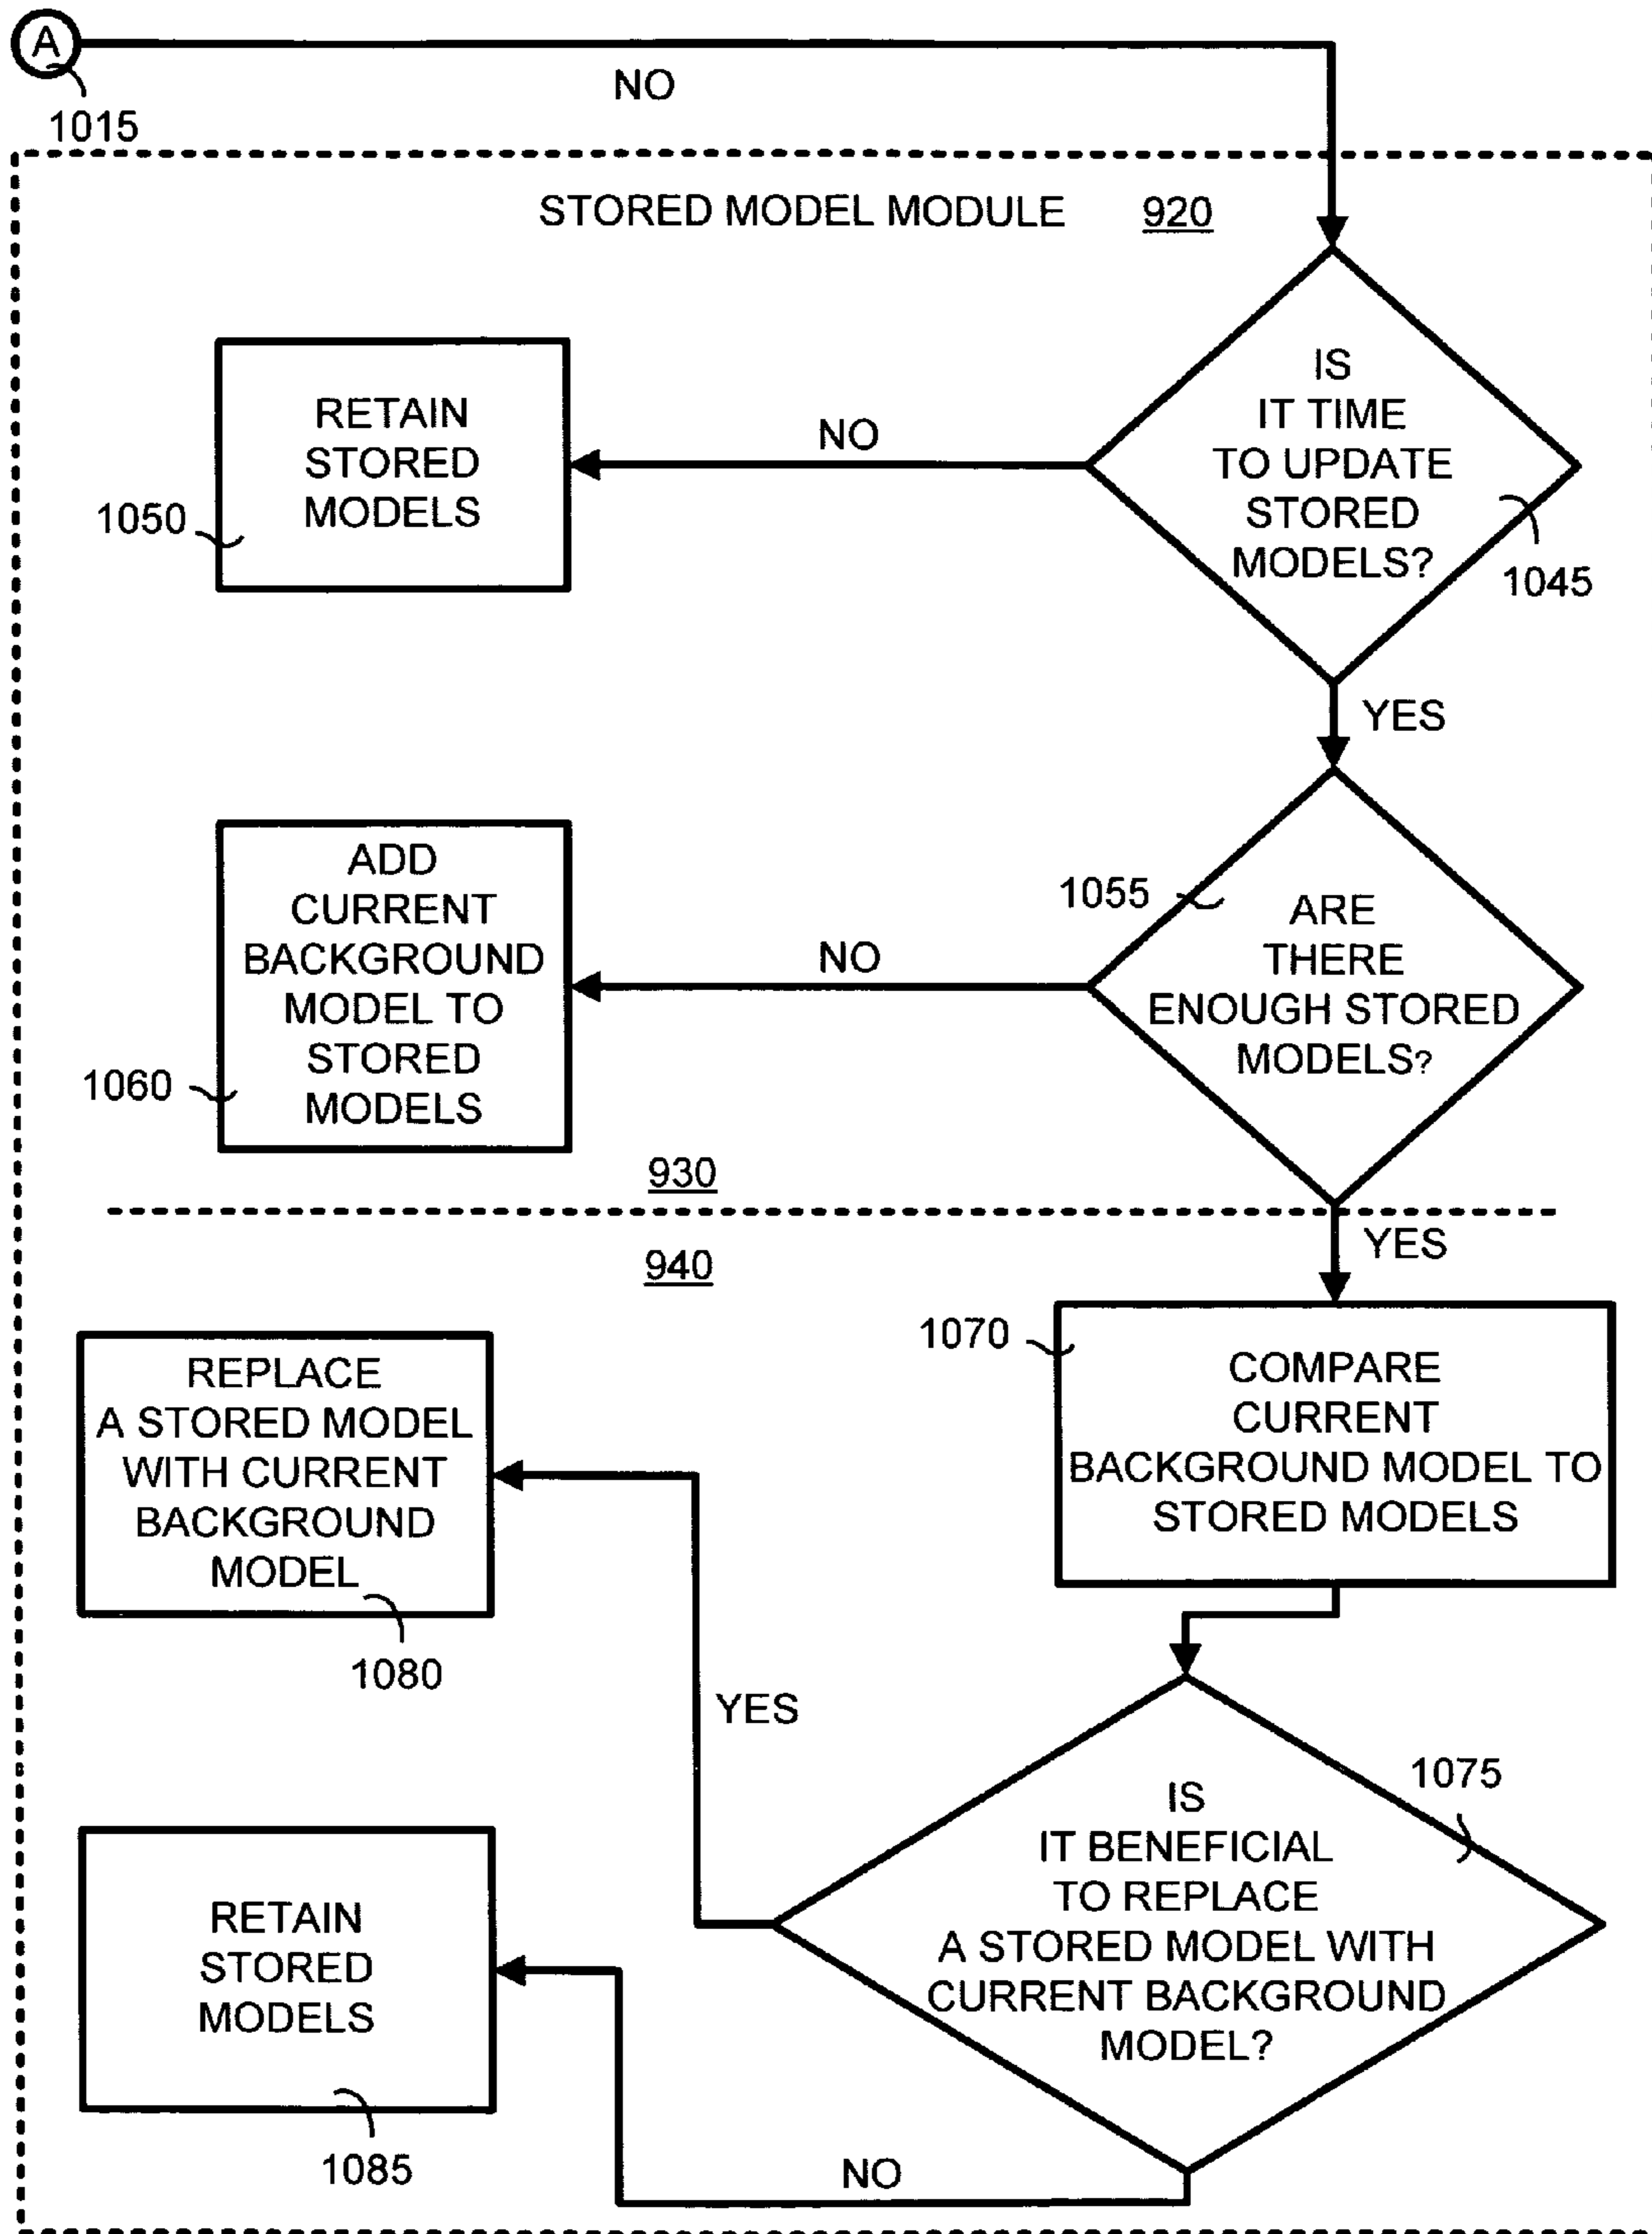 A
NO
1015
STORED MODEL MODULE 920
IS
IT TIME
TO UPDATE
STORED
MODELS?
1045
NO
RETAIN
STORED
MODELS
1050
YES
ARE
THERE
ENOUGH STORED
MODELS?
1055
NO
ADD
CURRENT
BACKGROUND
MODEL TO
STORED
MODELS
1060
930
YES
940
COMPARE
CURRENT
BACKGROUND MODEL TO
STORED MODELS
1070
REPLACE
A STORED MODEL
WITH CURRENT
BACKGROUND
MODEL
1080
YES
IS
IT BENEFICIAL
TO REPLACE
A STORED MODEL WITH
CURRENT BACKGROUND
MODEL?
1075
RETAIN
STORED
MODELS
1085
NO